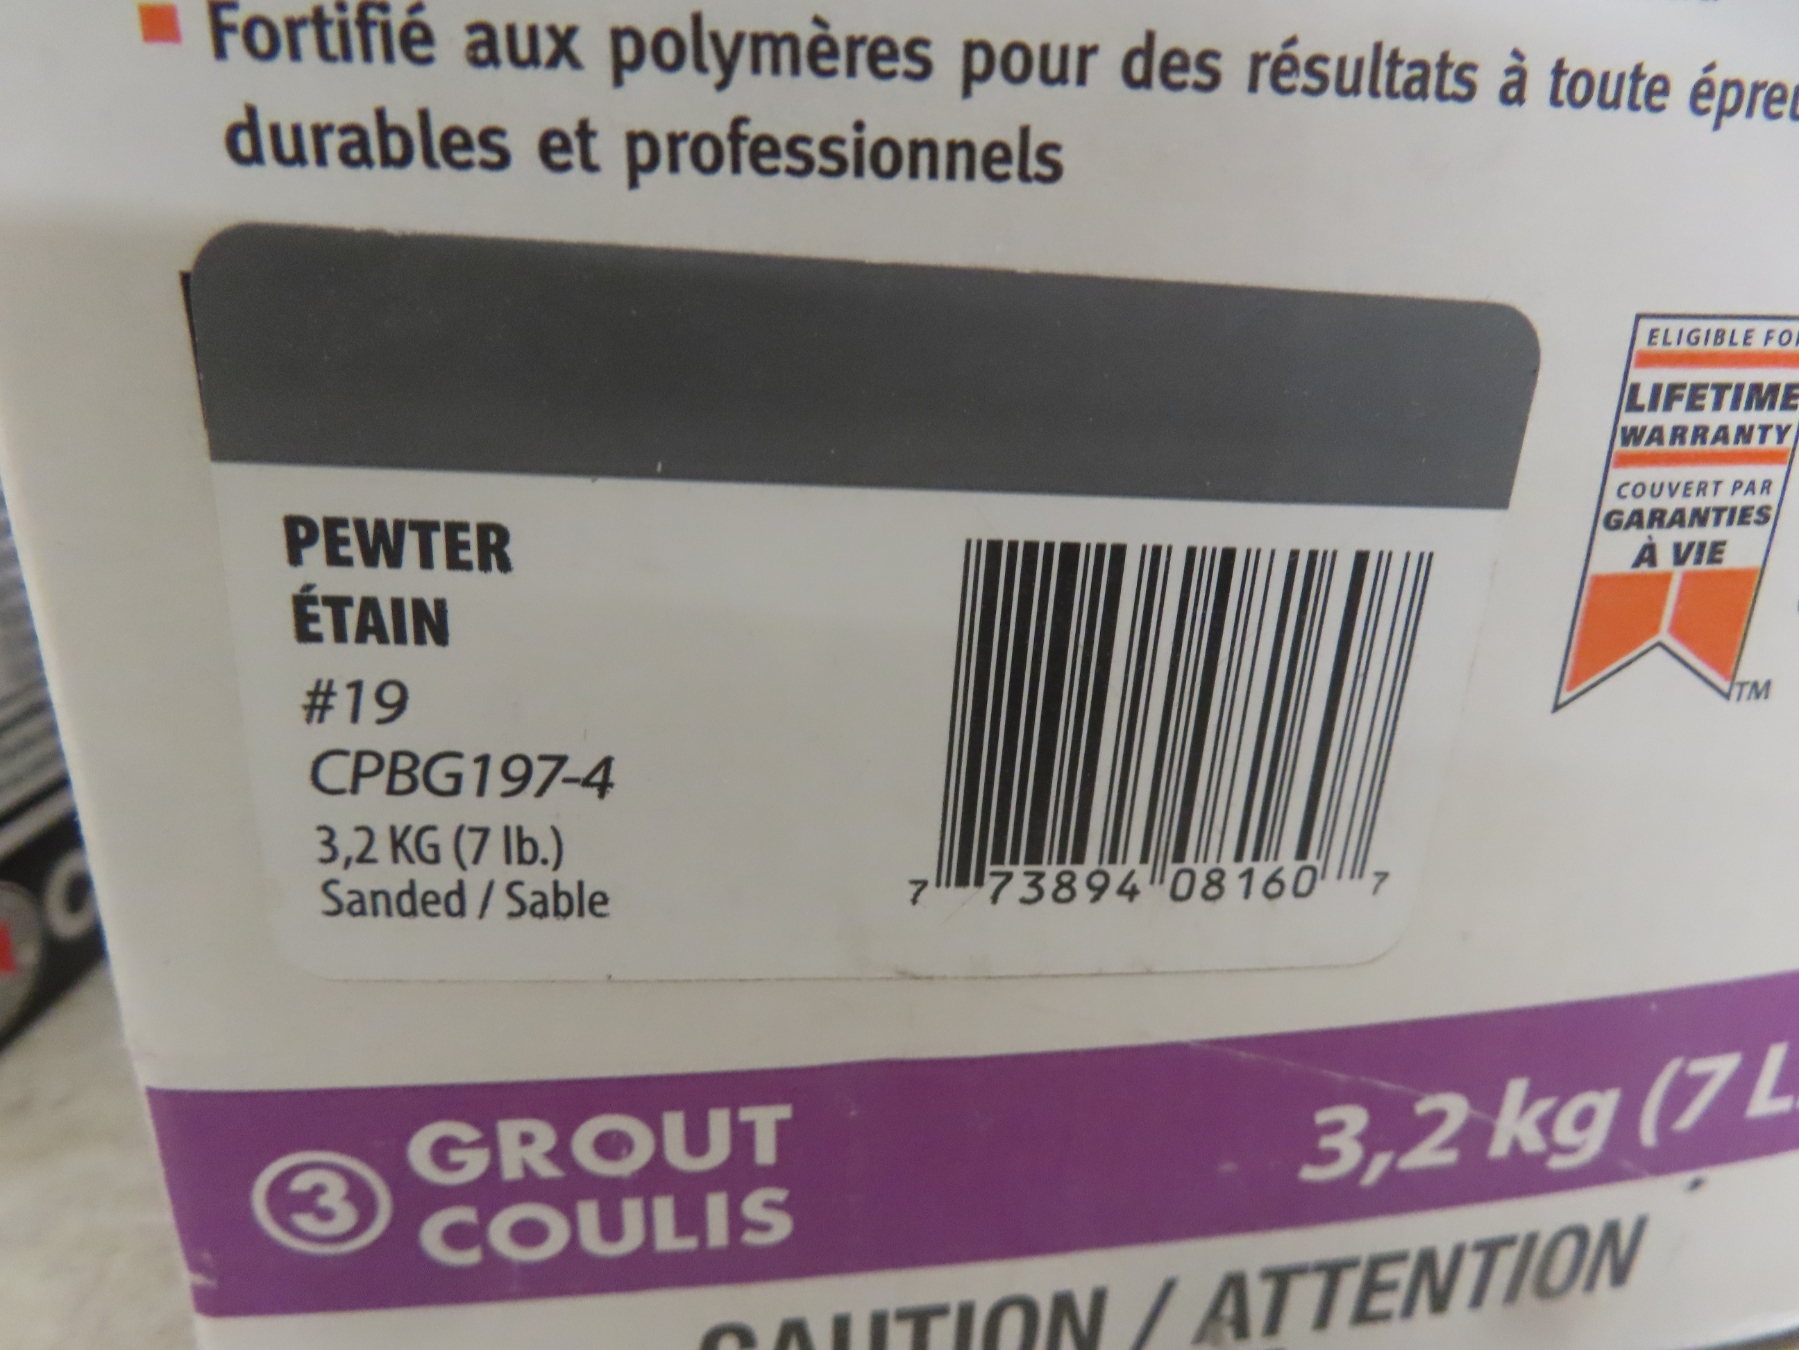 Fortifié aux polymères pour des résultats à toute
durables et professionnels
ELIGIBLE
LIFETIME
WARRANTY
COUVERT PAR
GARANTIES
À VIE
TM
PEWTER
ÉTAIN
#19
CPBG197-4
3,2 KG (7 lb.)
Sanded / Sable
7 73894 08160 7
3 GROUT
COULIS
3,2 kg (7
CAUTION / ATTENTION